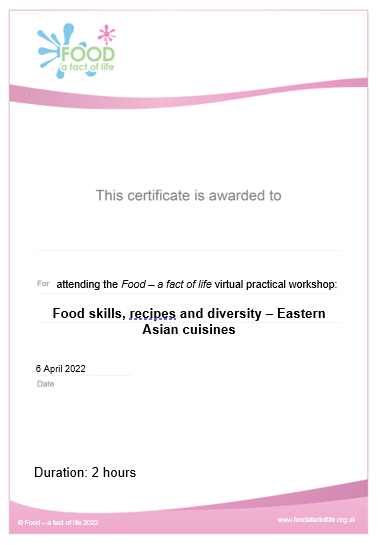 FOOD
a fact of life
This certificate is awarded to
For attending the Food – a fact of life virtual practical workshop:
Food skills, recipes and diversity – Eastern
Asian cuisines
6 April 2022
Date
Duration: 2 hours
© Food – a fact of life 2022
www.foodafactoflife.org.uk